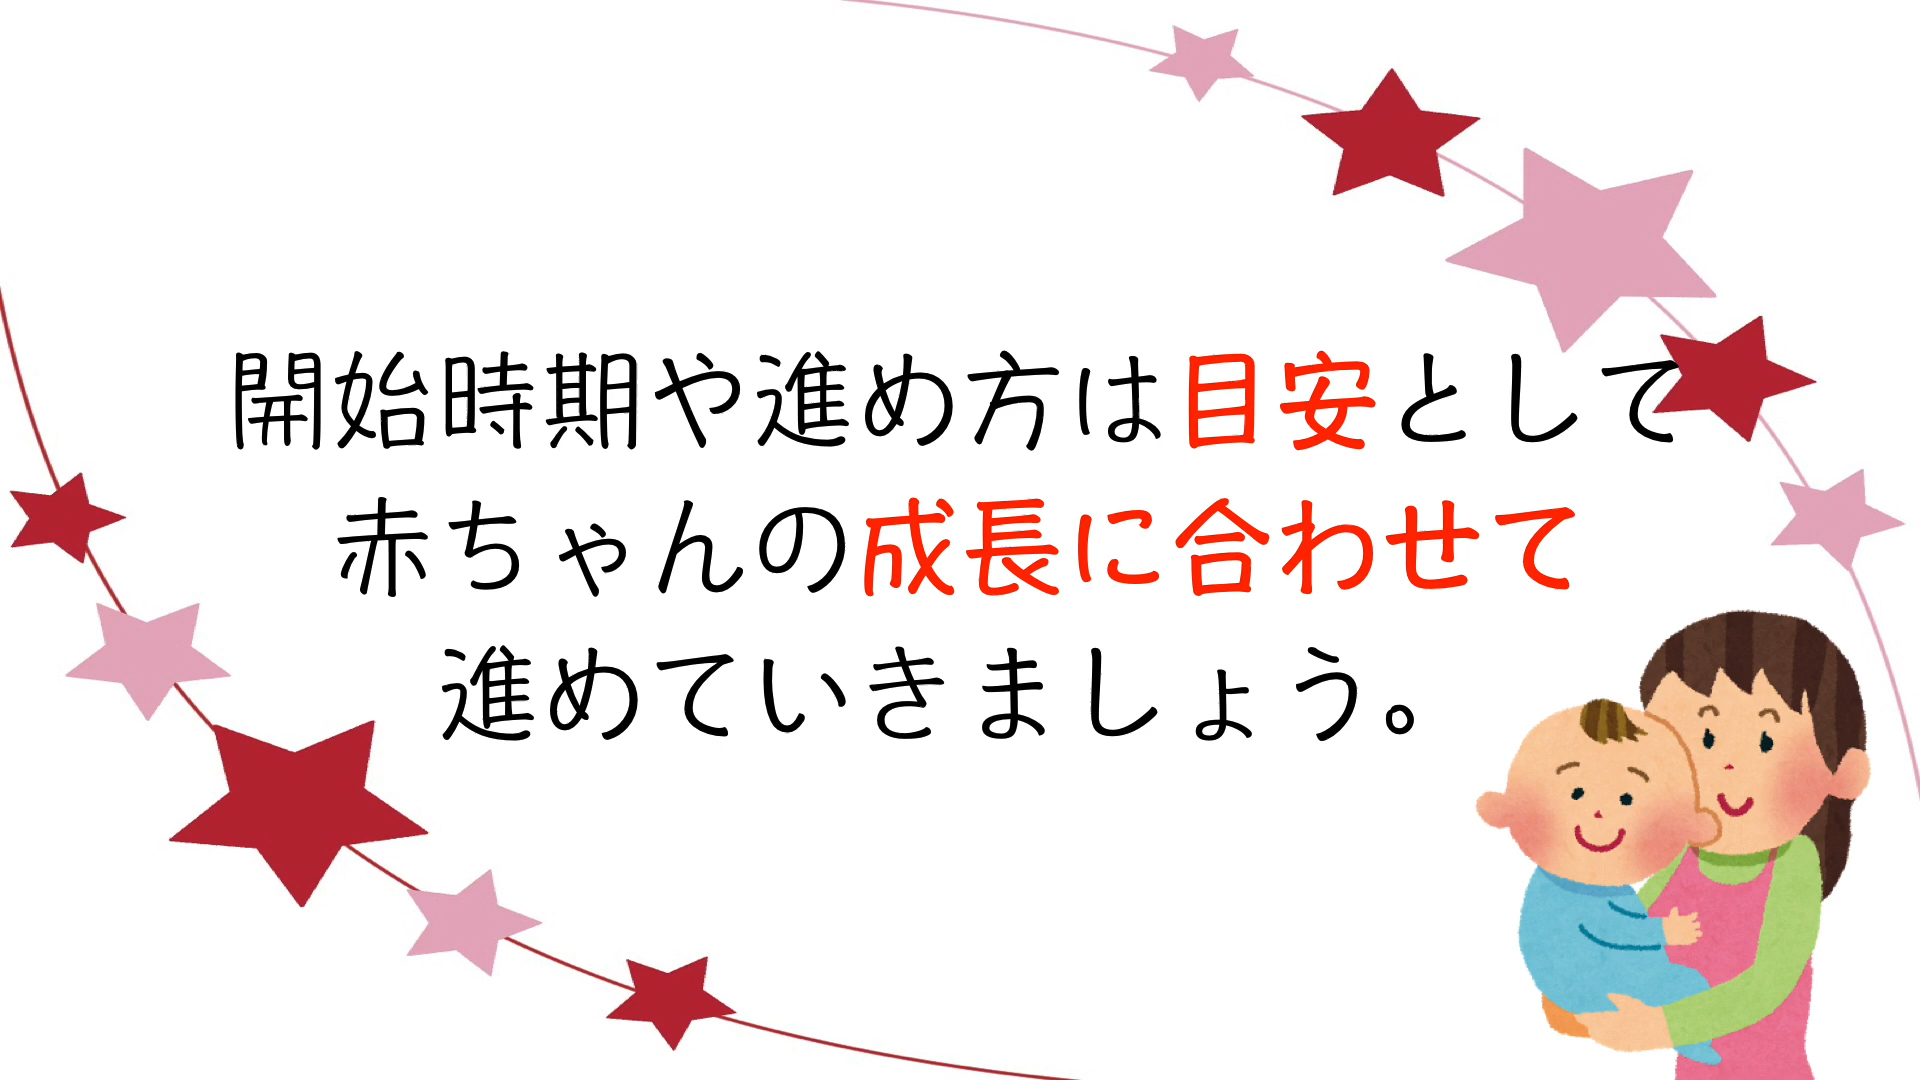 開始時期や進め方は目安として
赤ちゃんの成長に合わせて
進めていきましょう。